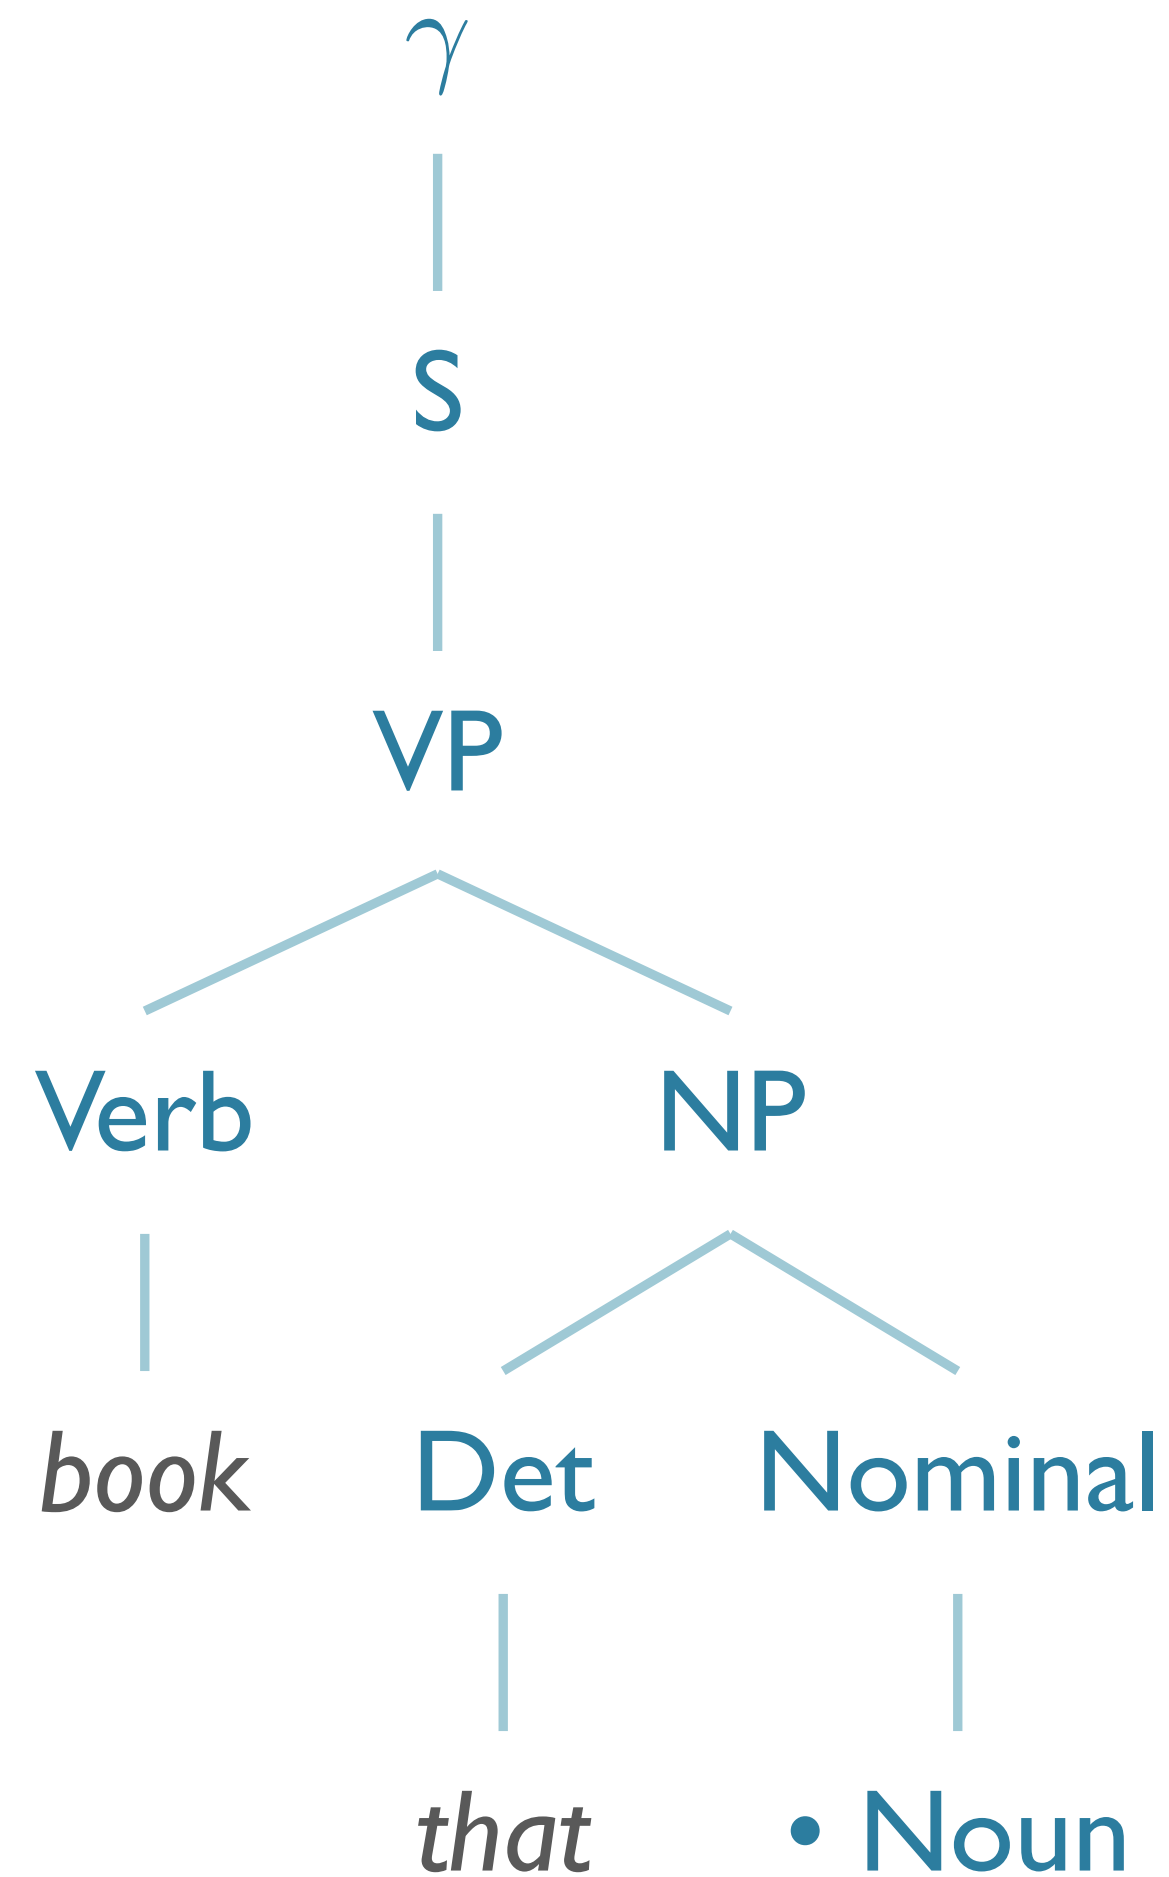 γ
S
VP
Verb NP
book Det Nominal
that • Noun